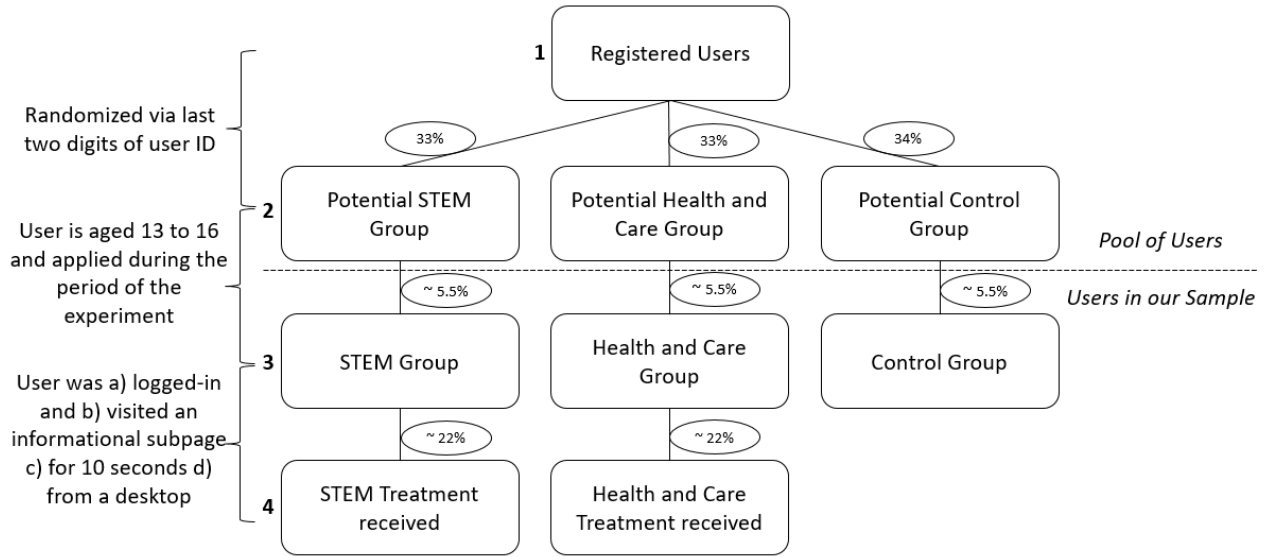 1
Registered Users
Randomized via last
two digits of user ID
33%
33%
34%
2
Potential STEM
Group
Potential Health and
Care Group
Potential Control
Group
Pool of Users
User is aged 13 to 16
and applied during the
period of the
experiment
~ 5.5%
~ 5.5%
~ 5.5%
Users in our Sample
3
STEM Group
Health and Care
Group
Control Group
User was a) logged-in
and b) visited an
informational subpage
c) for 10 seconds d)
from a desktop
~ 22%
~ 22%
4
STEM Treatment
received
Health and Care
Treatment received